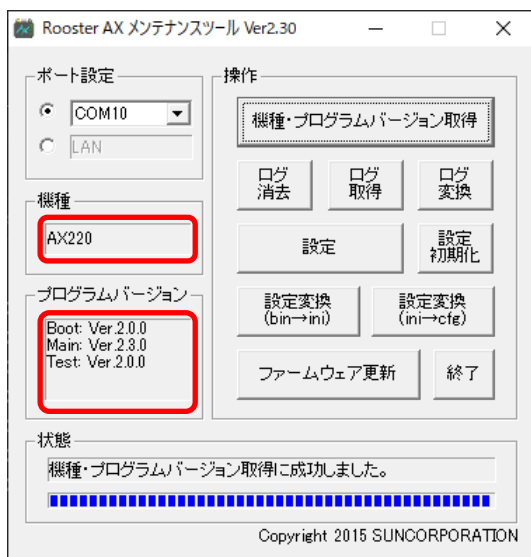 Rooster AX メンテナンスツール Ver2.30
ポート設定
COM10
LAN
機種
AX220
プログラムバージョン
Boot: Ver.2.0.0
Main: Ver.2.3.0
Test: Ver.2.0.0
操作
機種・プログラムバージョン取得
ログ
消去
ログ
取得
ログ
変換
設定
設定
初期化
設定変換
(bin→ini)
設定変換
(ini→cfg)
ファームウェア更新
終了
状態
機種・プログラムバージョン取得に成功しました。
Copyright 2015 SUNCORPORATION